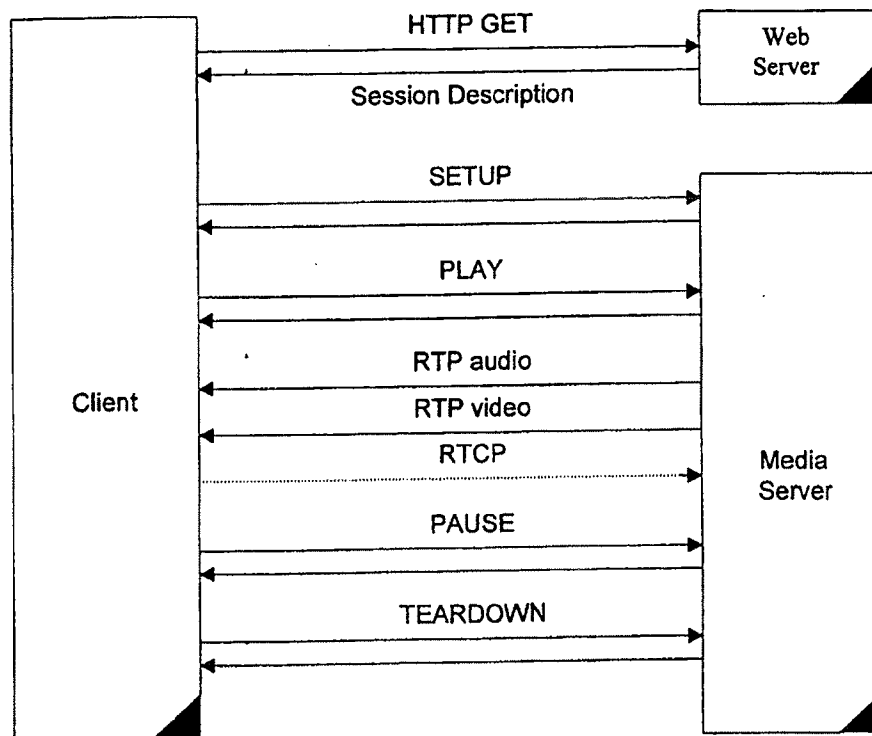 HTTP GET
Web
Server
Session Description
SETUP
PLAY
RTP audio
Client
RTP video
RTCP
Media
Server
PAUSE
TEARDOWN